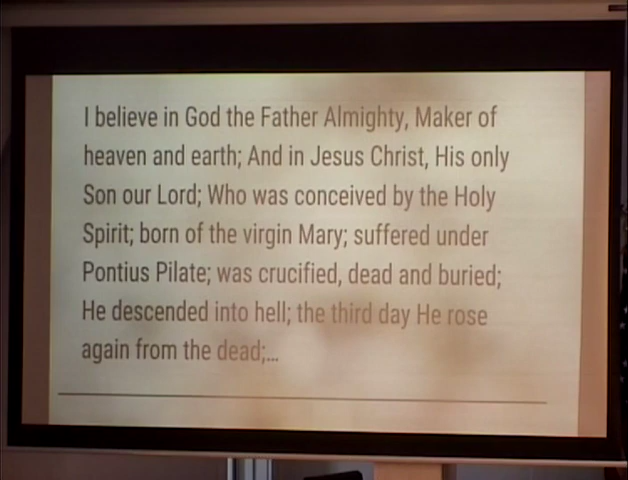 I believe in God the Father Almighty, Maker of
heaven and earth; And in Jesus Christ, His only
Son our Lord; Who was conceived by the Holy
Spirit; born of the virgin Mary; suffered under
Pontius Pilate; was crucified, dead and buried;
He descended into hell; the third day He rose
again from the dead;...